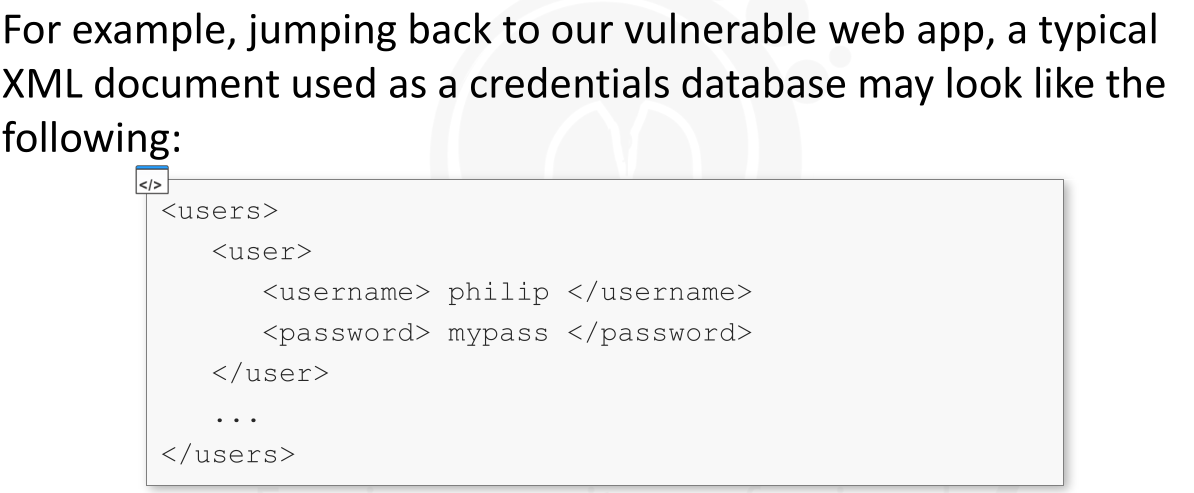 For example, jumping back to our vulnerable web app, a typical
XML document used as a credentials database may look like the
following:
</>
<users>
<user>
<username> philip </username>
<password> mypass </password>
</user>
...
</users>